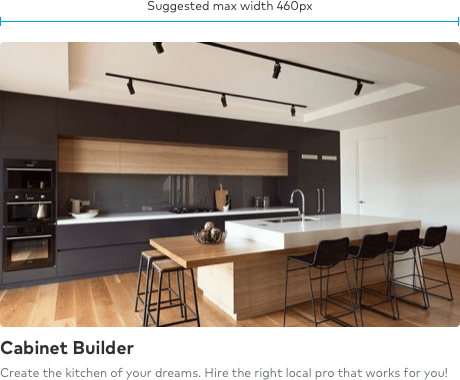 Suggested max width 460px
Cabinet Builder
Create the kitchen of your dreams. Hire the right local pro that works for you!